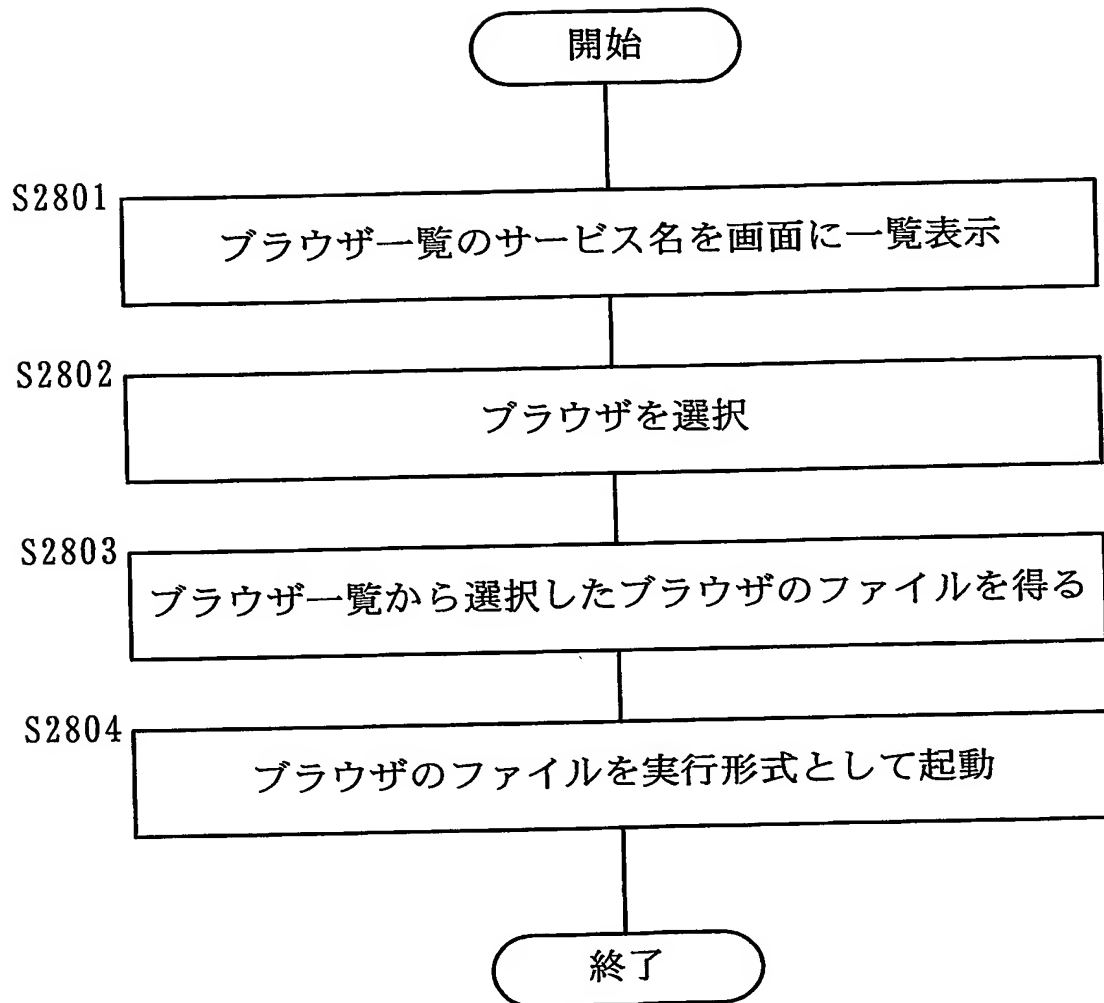 開始
S2801
ブラウザ一覧のサービス名を画面に一覧表示
S2802
ブラウザを選択
S2803
ブラウザ一覧から選択したブラウザのファイルを得る
S2804
ブラウザのファイルを実行形式として起動
終了